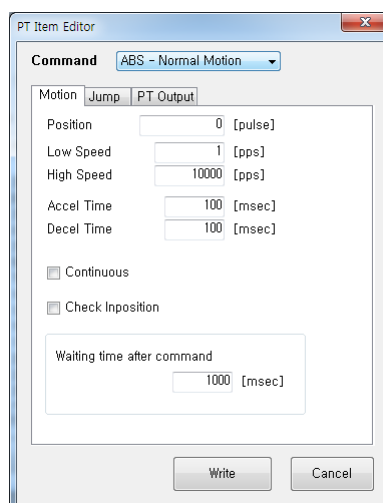 PT Item Editor
Command ABS - Normal Motion
Motion Jump PT Output
Position 0 [pulse]
Low Speed 1 [pps]
High Speed 10000 [pps]
Accel Time 100 [msec]
Decel Time 100 [msec]
Continuous
Check Inposition
Waiting time after command
1000 [msec]
Write Cancel